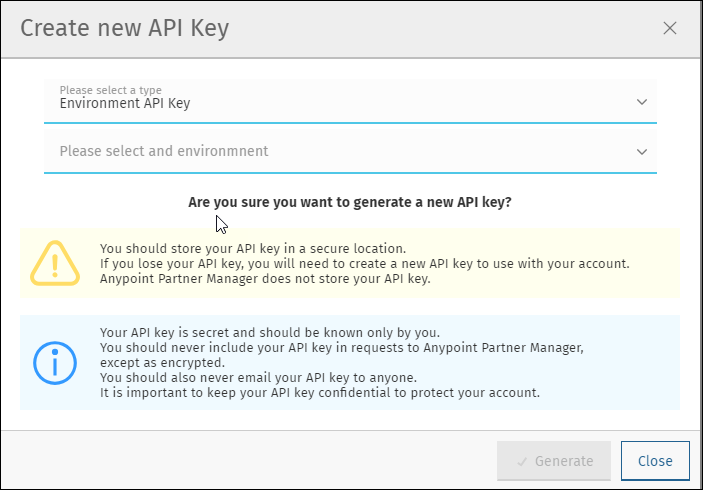 Create new API Key
Please select a type
Environment API Key
Please select and environmnent
Are you sure you want to generate a new API key?
You should store your API key in a secure location.
If you lose your API key, you will need to create a new API key to use with your account.
Anypoint Partner Manager does not store your API key.
Your API key is secret and should be known only by you.
You should never include your API key in requests to Anypoint Partner Manager,
except as encrypted.
You should also never email your API key to anyone.
It is important to keep your API key confidential to protect your account.
Generate
Close